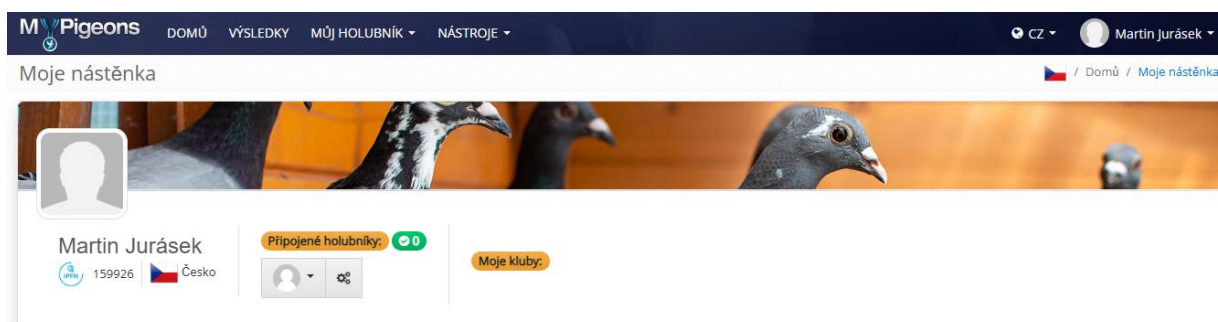 MyPigeons DOMŮ VÝSLEDKY MŮJ HOLUBNÍK NÁSTROJE CZ Martin Jurásek
Moje nástěnka / Domů / Moje nástěnka
Martin Jurásek
159926 Česko
Připojené holubníky: 0
Moje kluby: